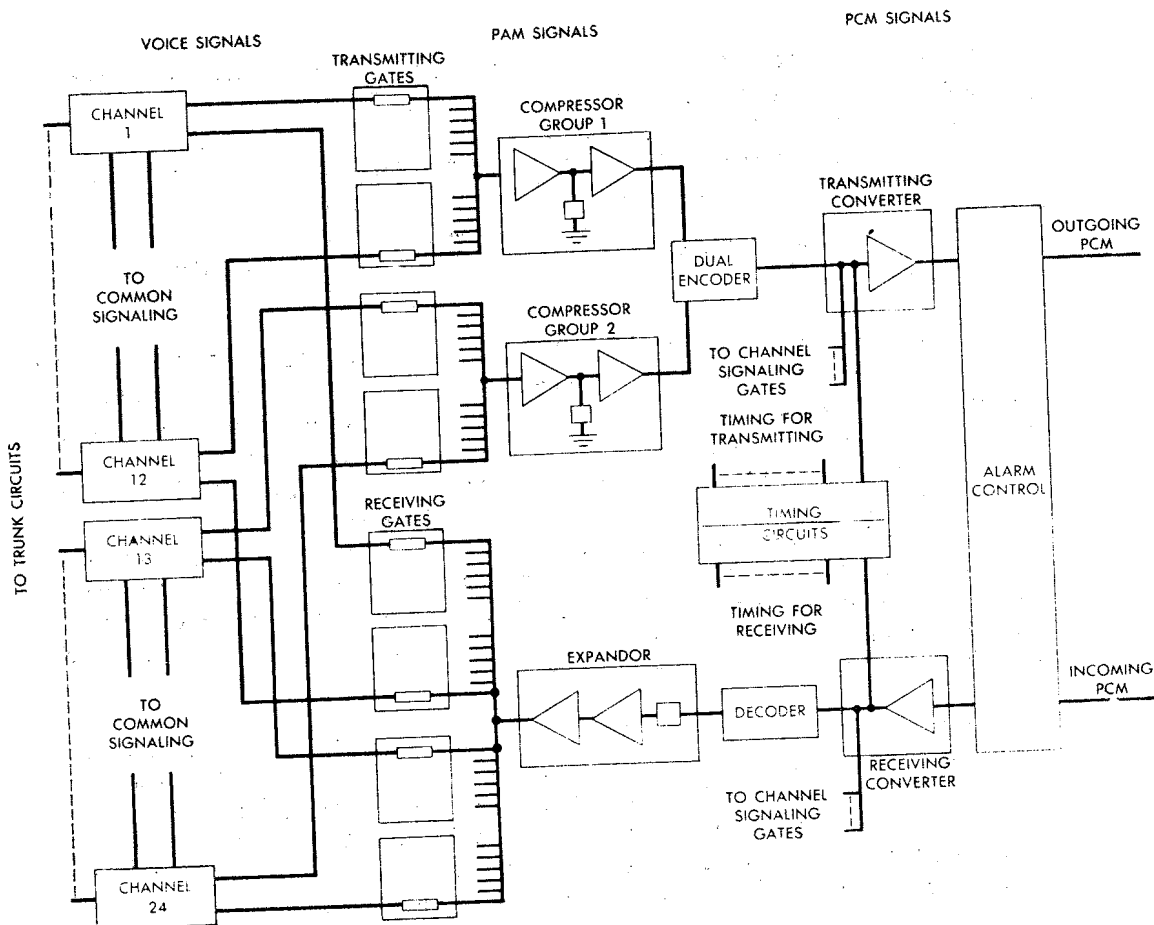 VOICE SIGNALS
PAM SIGNALS
PCM SIGNALS
TRANSMITTING
GATES
CHANNEL
1
COMPRESSOR
GROUP 1
TRANSMITTING
CONVERTER
OUTGOING
PCM
DUAL
ENCODER
TO
COMMON
SIGNALING
COMPRESSOR
GROUP 2
TO CHANNEL
SIGNALING
GATES
TIMING FOR
TRANSMITTING
TO TRUNK CIRCUITS
CHANNEL
12
RECEIVING
GATES
ALARM
CONTROL
TIMING
CIRCUITS
CHANNEL
13
TIMING FOR
RECEIVING
EXPANDOR
INCOMING
PCM
DECODER
TO
COMMON
SIGNALING
RECEIVING
CONVERTER
TO CHANNEL
SIGNALING
GATES
CHANNEL
24